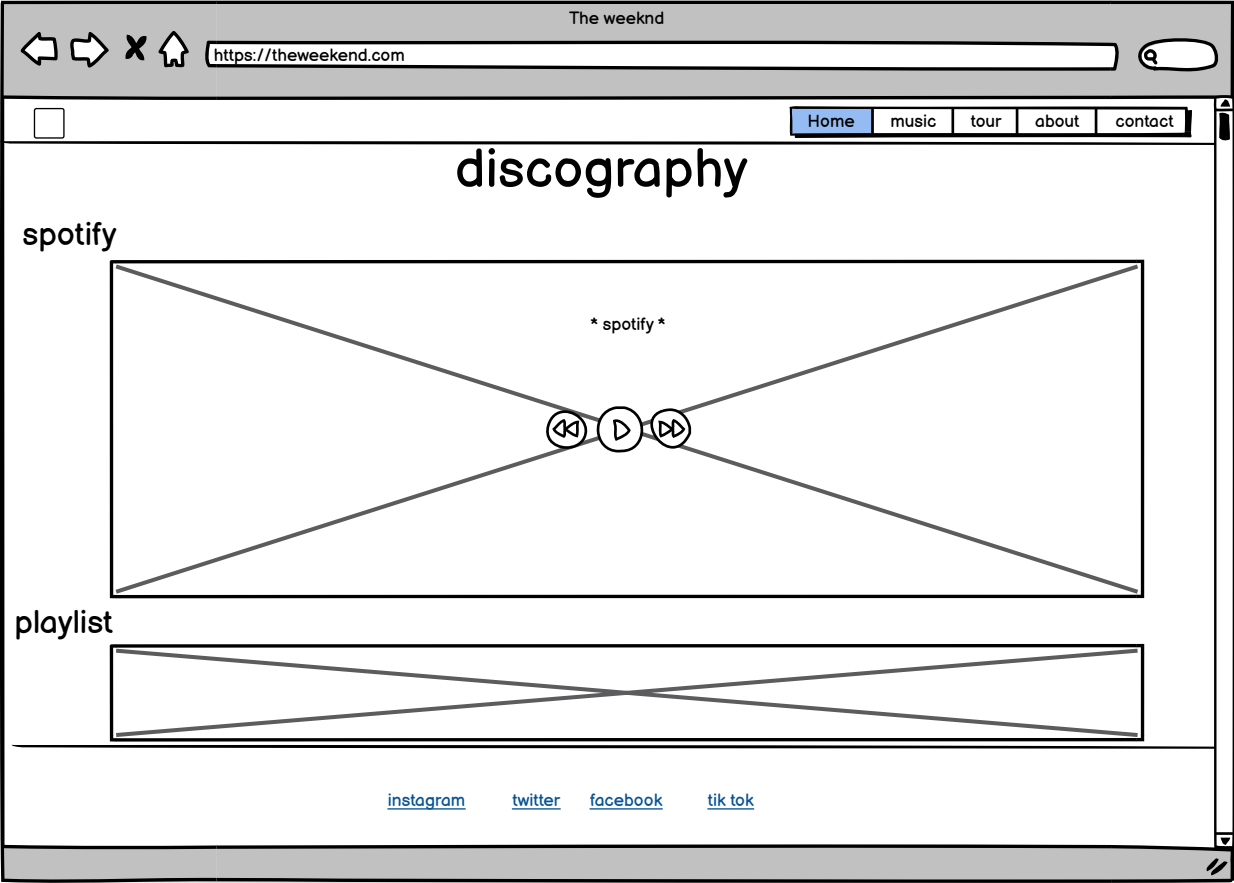 The weeknd
https://theweekend.com
Home music tour about contact
discography
spotify
* spotify *
playlist
instagram twitter facebook tik tok